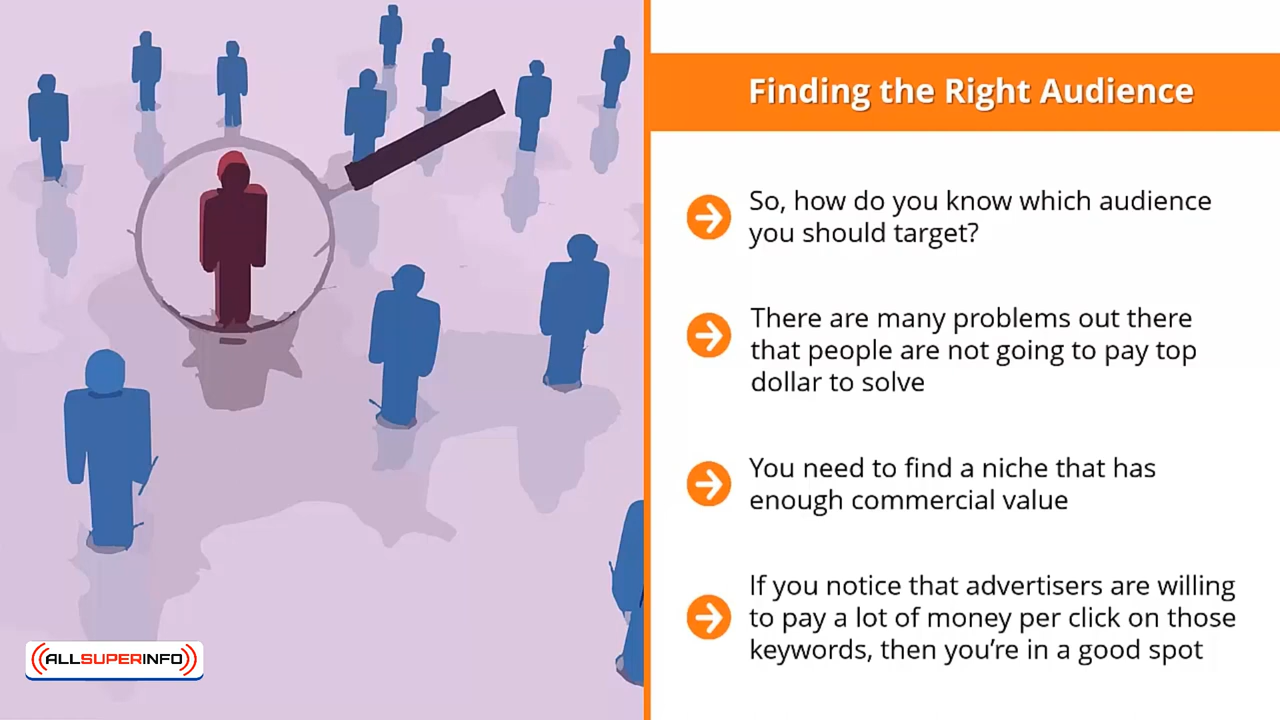 Finding the Right Audience
So, how do you know which audience
you should target?
There are many problems out there
that people are not going to pay top
dollar to solve
You need to find a niche that has
enough commercial value
If you notice that advertisers are willing
to pay a lot of money per click on those
keywords, then you’re in a good spot
ALLSUPERINFO